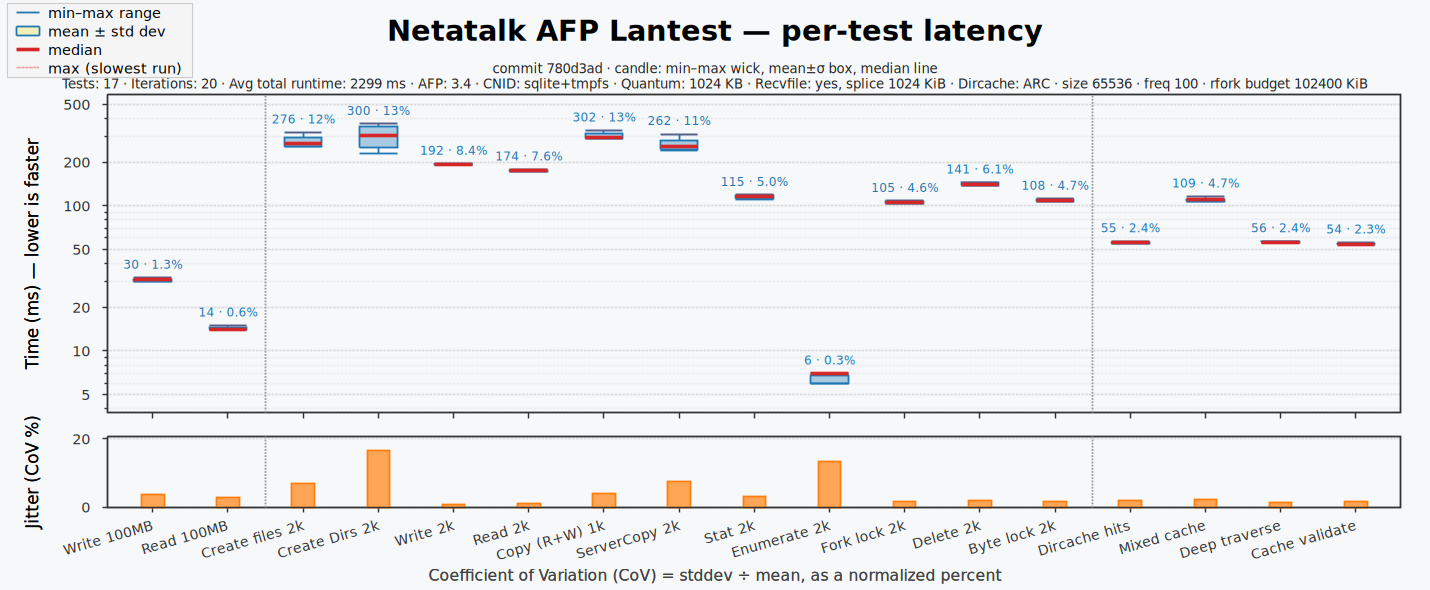 min–max range
mean ± std dev
median
max (slowest run)
Netatalk AFP Lantest — per-test latency
commit 780d3ad · candle: min–max wick, mean±σ box, median line
Tests: 17 · Iterations: 20 · Avg total runtime: 2299 ms · AFP: 3.4 · CNID: sqlite+tmpfs · Quantum: 1024 KB · Recvfile: yes, splice 1024 KiB · Dircache: ARC · size 65536 · freq 100 · rfork budget 102400 KiB
Time (ms) — lower is faster
500
200
100
50
20
10
5
30 · 1.3%
14 · 0.6%
276 · 12%
300 · 13%
192 · 8.4%
174 · 7.6%
302 · 13%
262 · 11%
115 · 5.0%
6 · 0.3%
105 · 4.6%
141 · 6.1%
108 · 4.7%
55 · 2.4%
109 · 4.7%
56 · 2.4%
54 · 2.3%
Jitter (CoV %)
20
0
Write 100MB
Read 100MB
Create files 2k
Create Dirs 2k
Write 2k
Read 2k
Copy (R+W) 1k
ServerCopy 2k
Stat 2k
Enumerate 2k
Fork lock 2k
Delete 2k
Byte lock 2k
Dircache hits
Mixed cache
Deep traverse
Cache validate
Coefficient of Variation (CoV) = stddev ÷ mean, as a normalized percent